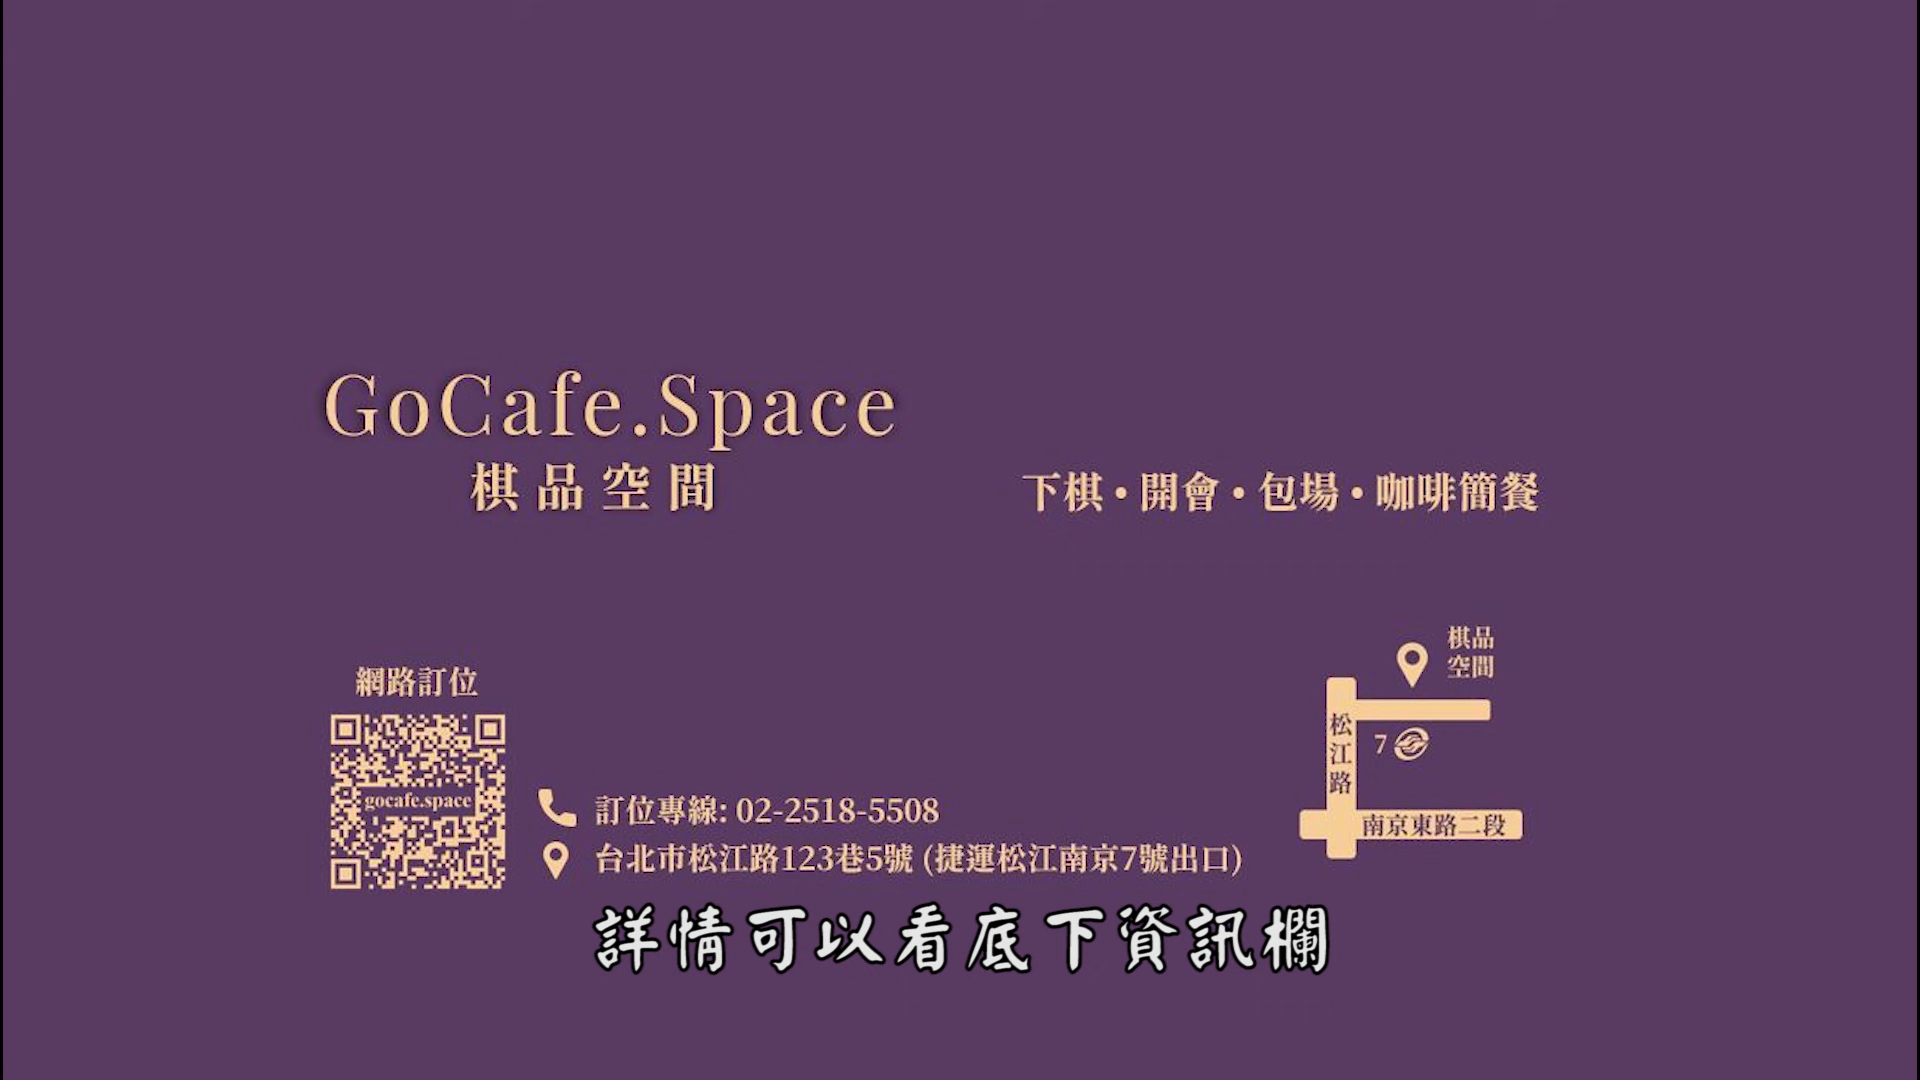 GoCafe.Space
棋品空間
下棋•開會•包場•咖啡簡餐
網路訂位
gocafe.space
訂位專線: 02-2518-5508
台北市松江路123巷5號 (捷運松江南京7號出口)
棋品
空間
松江路
7
南京東路二段
詳情可以看底下資訊欄